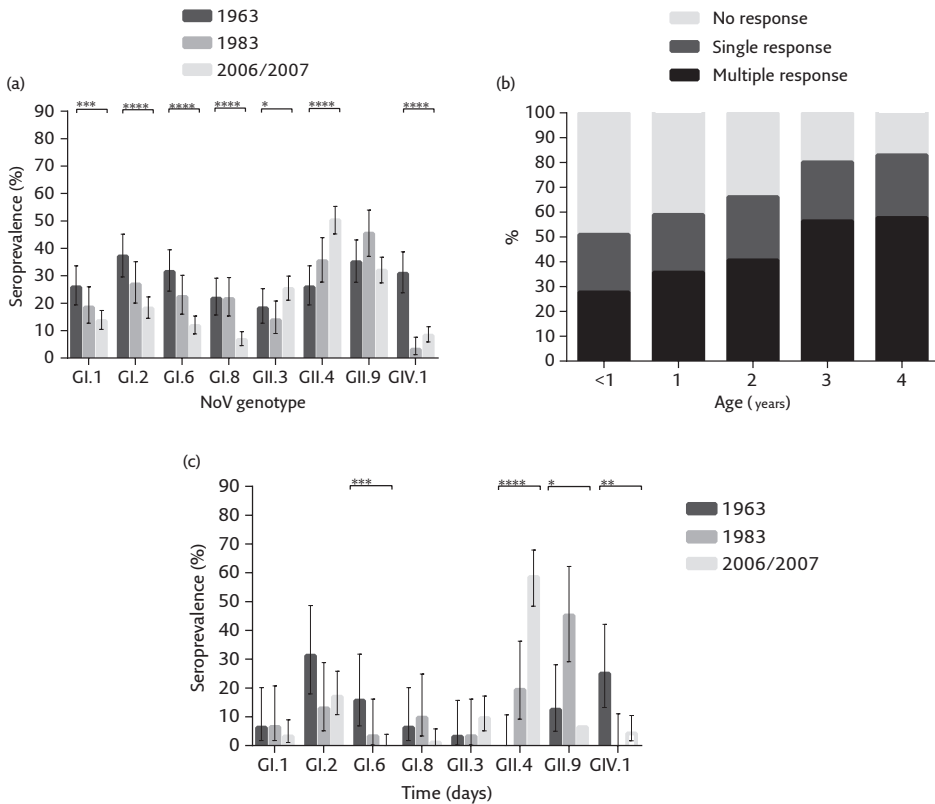 1963
1983
2006/2007
(a)
*** **** **** **** * **** ****
90
80
70
60
50
40
30
20
10
0
Seroprevalence (%)
GI.1 GI.2 GI.6 GI.8 GII.3 GII.4 GII.9 GIV.1
NoV genotype
No response
Single response
Multiple response
(b)
100
90
80
70
60
50
40
30
20
10
0
%
<1 1 2 3 4
Age (years)
(c)
*** **** * **
90
80
70
60
50
40
30
20
10
0
Seroprevalence (%)
GI.1 GI.2 GI.6 GI.8 GII.3 GII.4 GII.9 GIV.1
Time (days)
1963
1983
2006/2007